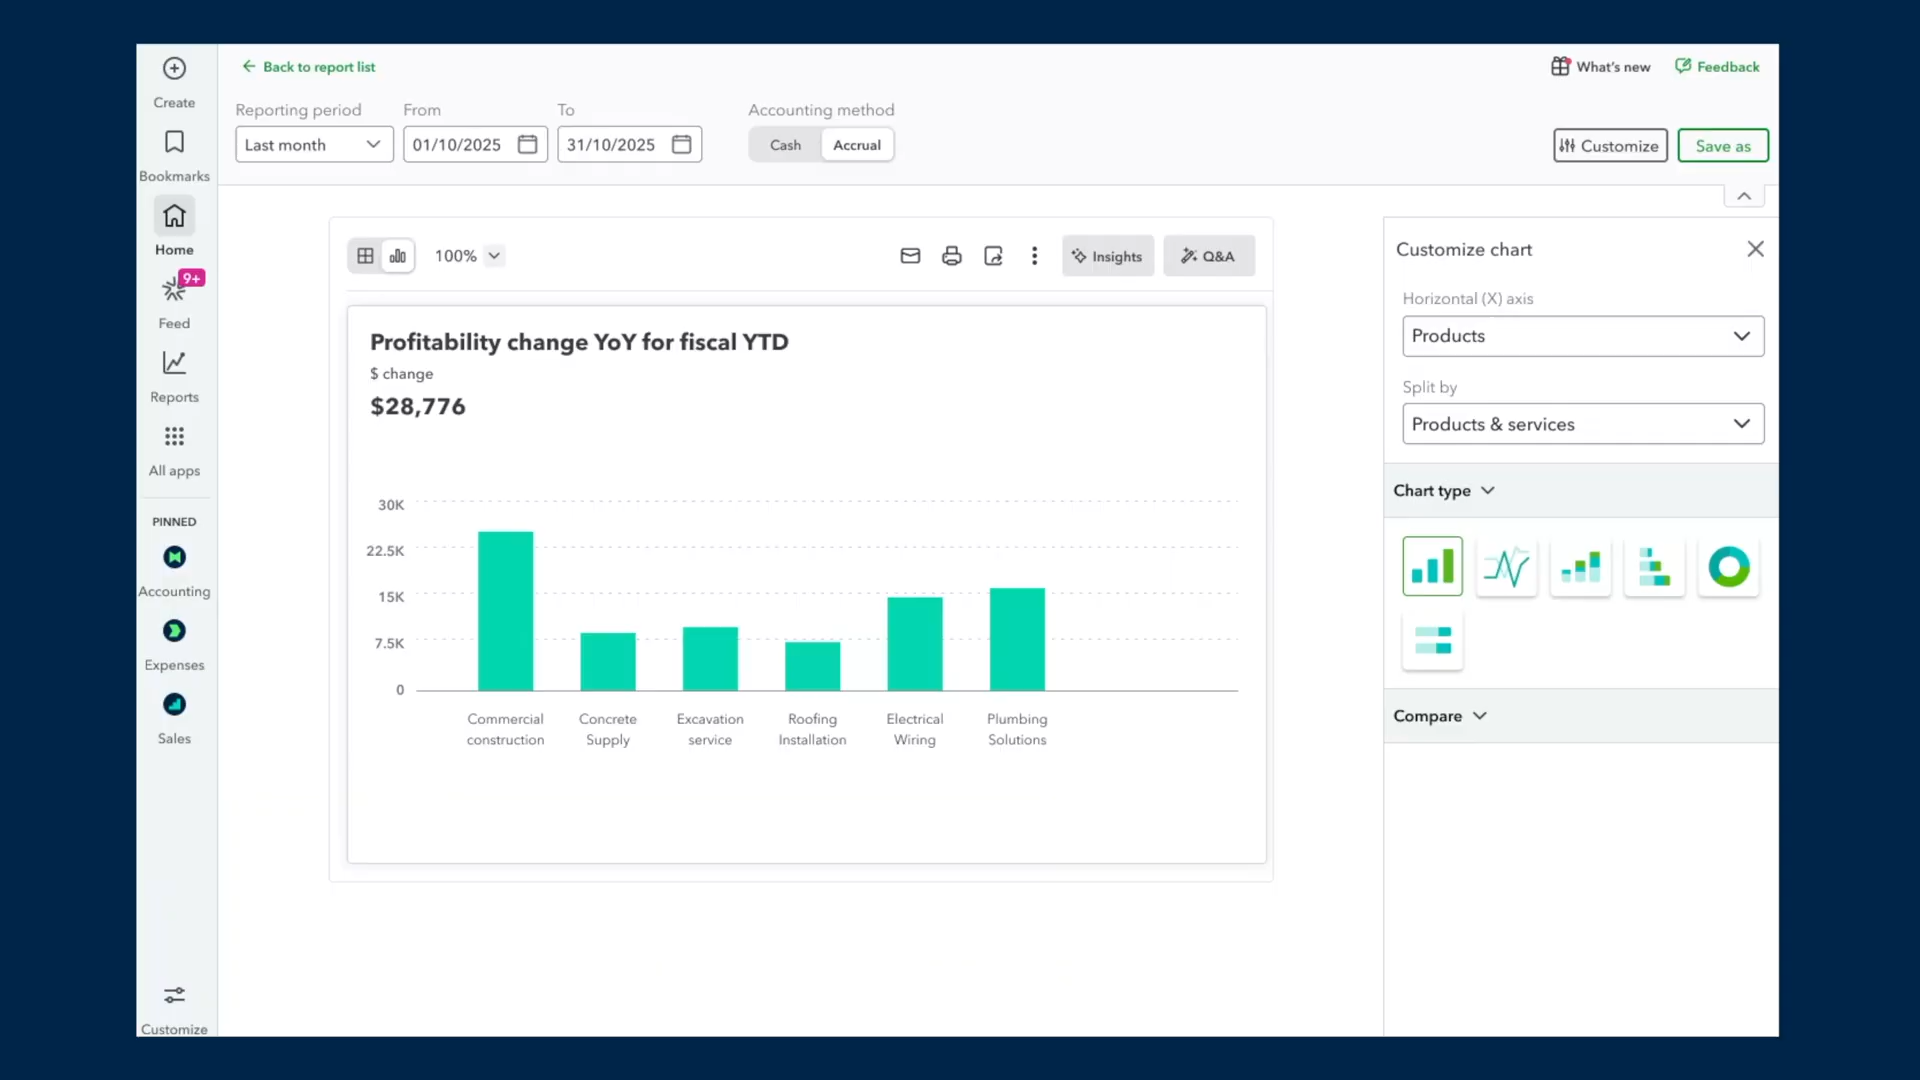 Create
Bookmarks
Home
9+
Feed
Reports
All apps
PINNED
Accounting
Expenses
Sales
Customize
Back to report list
What's new
Feedback
Reporting period
From
To
Accounting method
Last month
01/10/2025
31/10/2025
Cash
Accrual
Customize
Save as
100%
Insights
Q&A
Profitability change YoY for fiscal YTD
$ change
$28,776
30K
22.5K
15K
7.5K
0
Commercial construction
Concrete Supply
Excavation service
Roofing Installation
Electrical Wiring
Plumbing Solutions
Customize chart
Horizontal (X) axis
Products
Split by
Products & services
Chart type
Compare